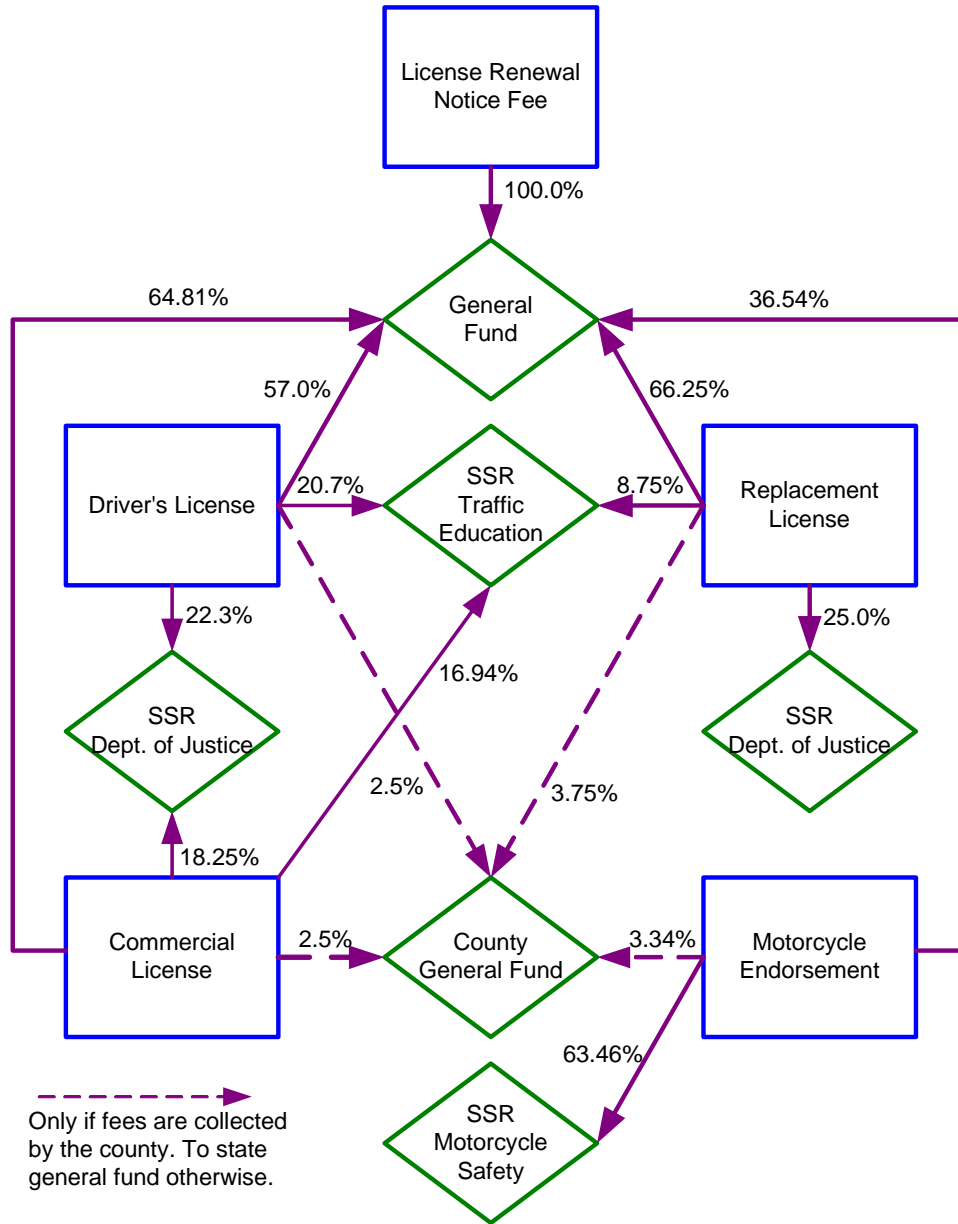 License Renewal
Notice Fee
100.0%
64.81%
General
Fund
36.54%
57.0%
66.25%
Driver's License
20.7%
SSR
Traffic
Education
8.75%
Replacement
License
22.3%
25.0%
16.94%
SSR
Dept. of Justice
SSR
Dept. of Justice
2.5%
3.75%
18.25%
Commercial
License
2.5%
County
General Fund
3.34%
Motorcycle
Endorsement
63.46%
SSR
Motorcycle
Safety
Only if fees are collected
by the county. To state
general fund otherwise.